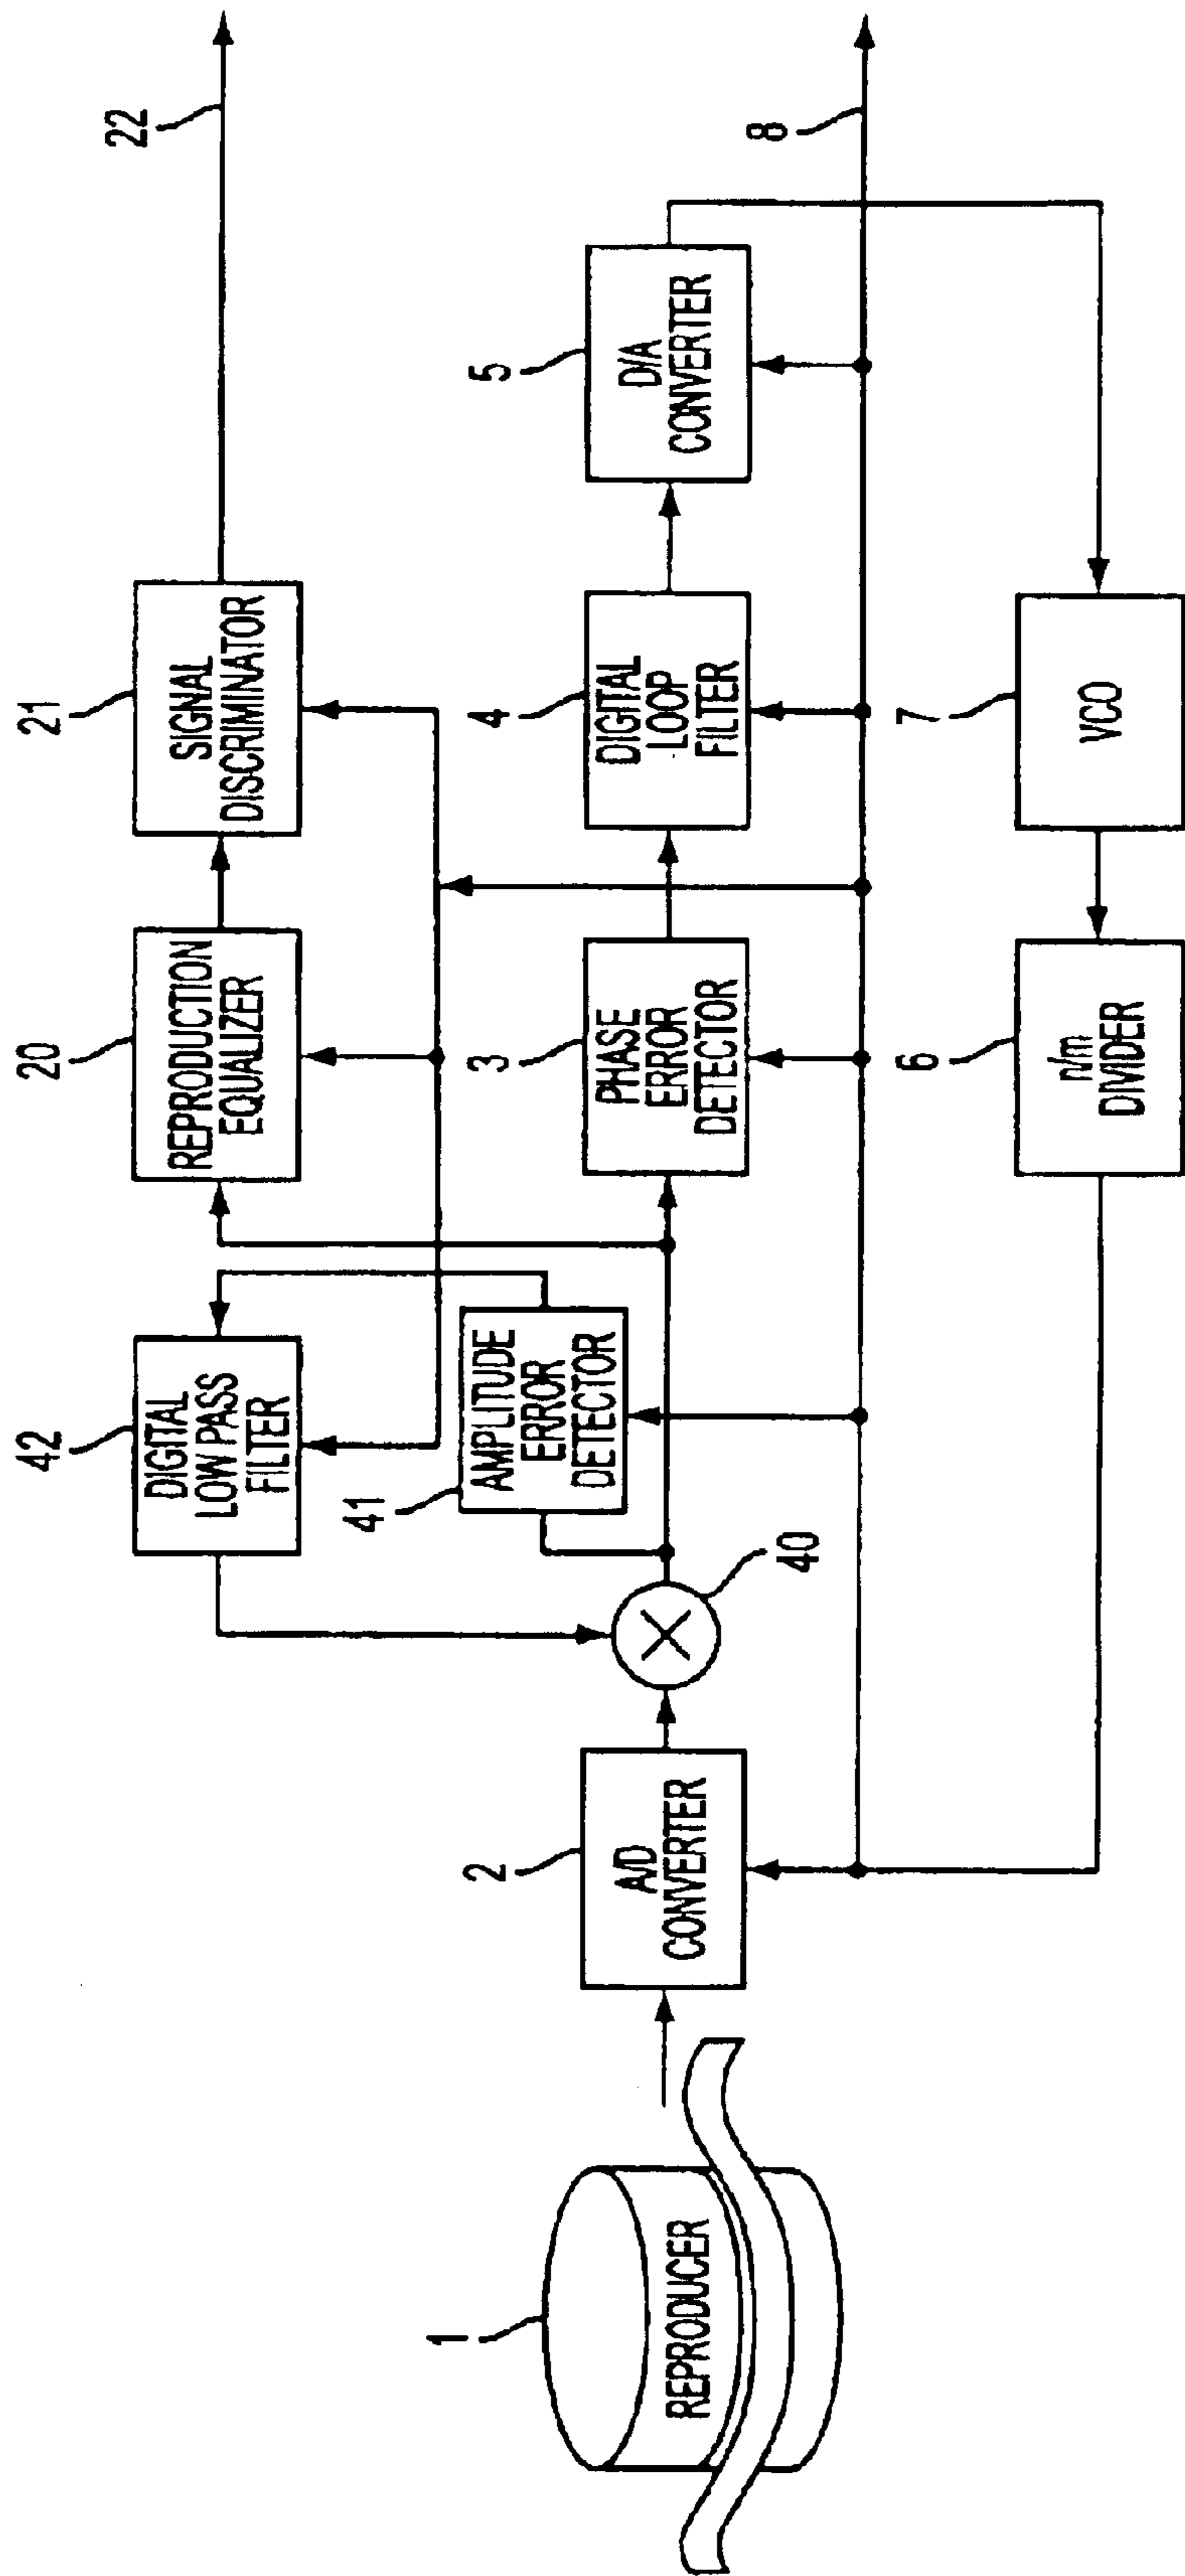 22
21
SIGNAL
DISCRIMINATOR
20
REPRODUCTION
EQUALIZER
42
DIGITAL
LOW PASS
FILTER
8
5
D/A
CONVERTER
4
DIGITAL
LOOP
FILTER
3
PHASE
ERROR
DETECTOR
41
AMPLITUDE
ERROR
DETECTOR
40
2
A/D
CONVERTER
1
REPRODUCER
7
VCO
6
n/m
DIVIDER